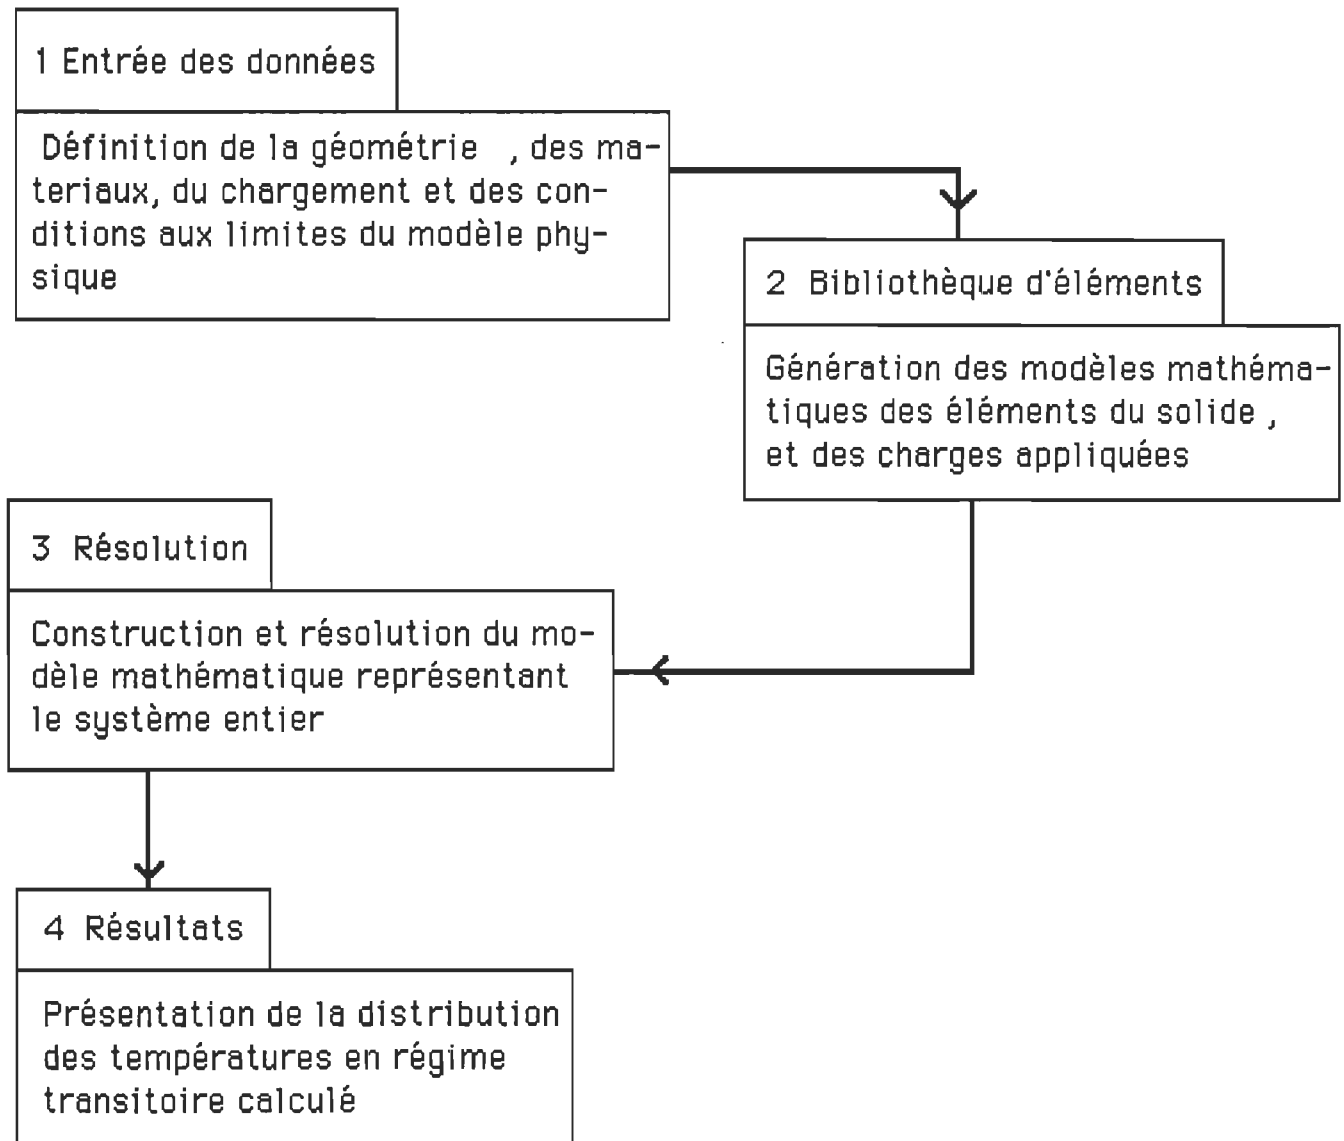 1 Entrée des données
Définition de la géométrie , des ma-
teriaux, du chargement et des con-
ditions aux limites du modèle phy-
sique
2 Bibliothèque d'éléments
Génération des modèles mathéma-
tiques des éléments du solide ,
et des charges appliquées
3 Résolution
Construction et résolution du mo-
dèle mathématique représentant
le système entier
4 Résultats
Présentation de la distribution
des températures en régime
transitoire calculé